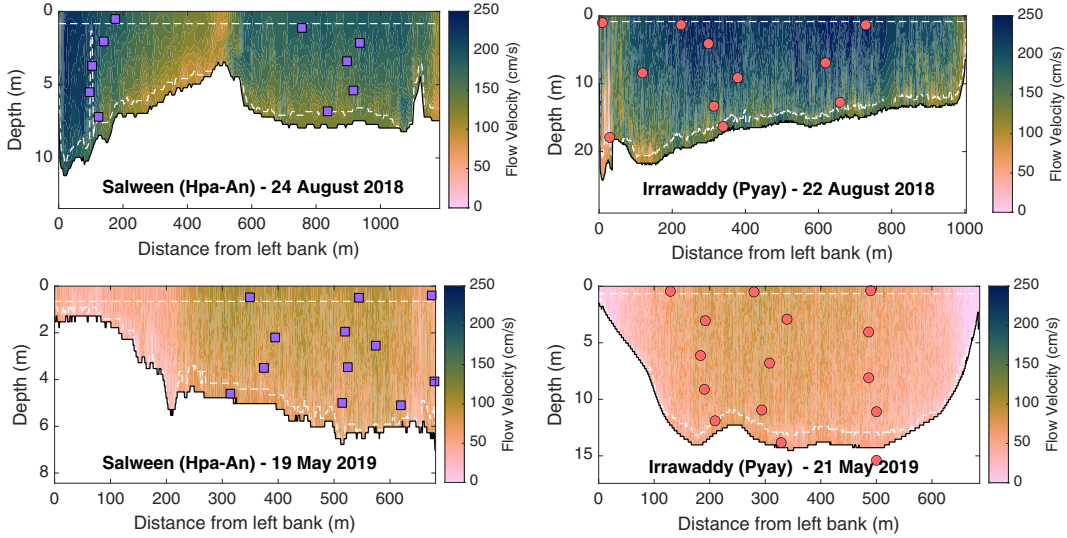 0
5
10
Depth (m)
Salween (Hpa-An) - 24 August 2018
0 200 400 600 800 1000
Distance from left bank (m)
250
200
150
100
50
0
Flow Velocity (cm/s)
0
10
20
Depth (m)
Irrawaddy (Pyay) - 22 August 2018
0 200 400 600 800 1000
Distance from left bank (m)
250
200
150
100
50
0
Flow Velocity (cm/s)
0
2
4
6
8
Depth (m)
Salween (Hpa-An) - 19 May 2019
0 100 200 300 400 500 600
Distance from left bank (m)
250
200
150
100
50
0
Flow Velocity (cm/s)
0
5
10
15
Depth (m)
Irrawaddy (Pyay) - 21 May 2019
0 100 200 300 400 500 600
Distance from left bank (m)
250
200
150
100
50
0
Flow Velocity (cm/s)